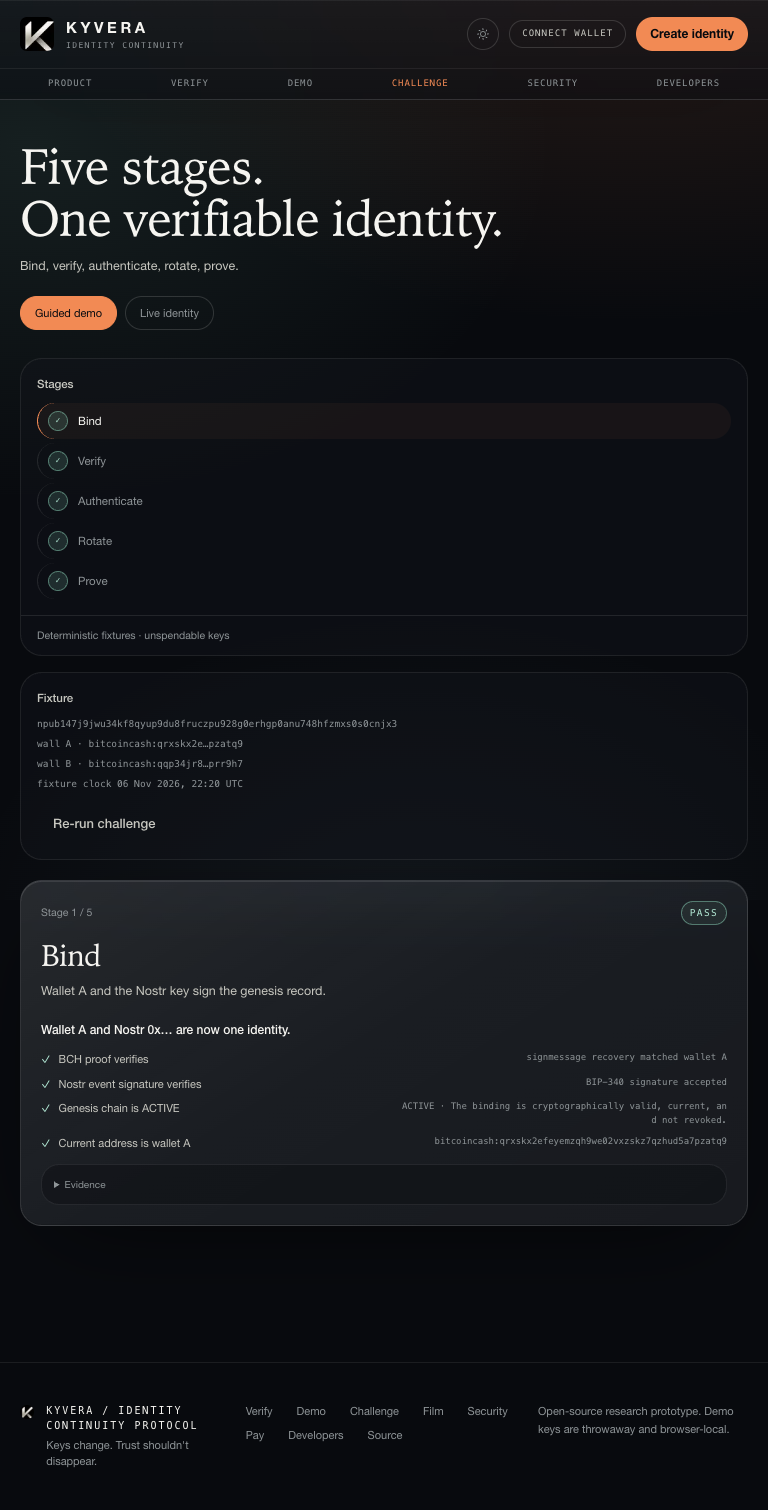 KYVERA
IDENTITY CONTINUITY
CONNECT WALLET
Create identity
PRODUCT
VERIFY
DEMO
CHALLENGE
SECURITY
DEVELOPERS
Five stages.
One verifiable identity.
Bind, verify, authenticate, rotate, prove.
Guided demo
Live identity
Stages
✓ Bind
✓ Verify
✓ Authenticate
✓ Rotate
✓ Prove
Deterministic fixtures · unspendable keys
Fixture
npub147j9jwu34kf8qyup9du8fruczpu928g0erhgp0anu748hfzmxs0s0cnjx3
wall A · bitcoincash:qrxskx2e…pzatq9
wall B · bitcoincash:qqp34jr8…prr9h7
fixture clock 06 Nov 2026, 22:20 UTC
Re-run challenge
Stage 1 / 5
PASS
Bind
Wallet A and the Nostr key sign the genesis record.
Wallet A and Nostr 0x… are now one identity.
✓ BCH proof verifies
signmessage recovery matched wallet A
✓ Nostr event signature verifies
BIP-340 signature accepted
✓ Genesis chain is ACTIVE
ACTIVE · The binding is cryptographically valid, current, an
d not revoked.
✓ Current address is wallet A
bitcoincash:qrxskx2efeyemzqh9we02vxzskz7qzhud5a7pzatq9
▶ Evidence
KYVERA / IDENTITY
CONTINUITY PROTOCOL
Keys change. Trust shouldn't
disappear.
Verify Demo Challenge Film Security
Pay Developers Source
Open-source research prototype. Demo
keys are throwaway and browser-local.